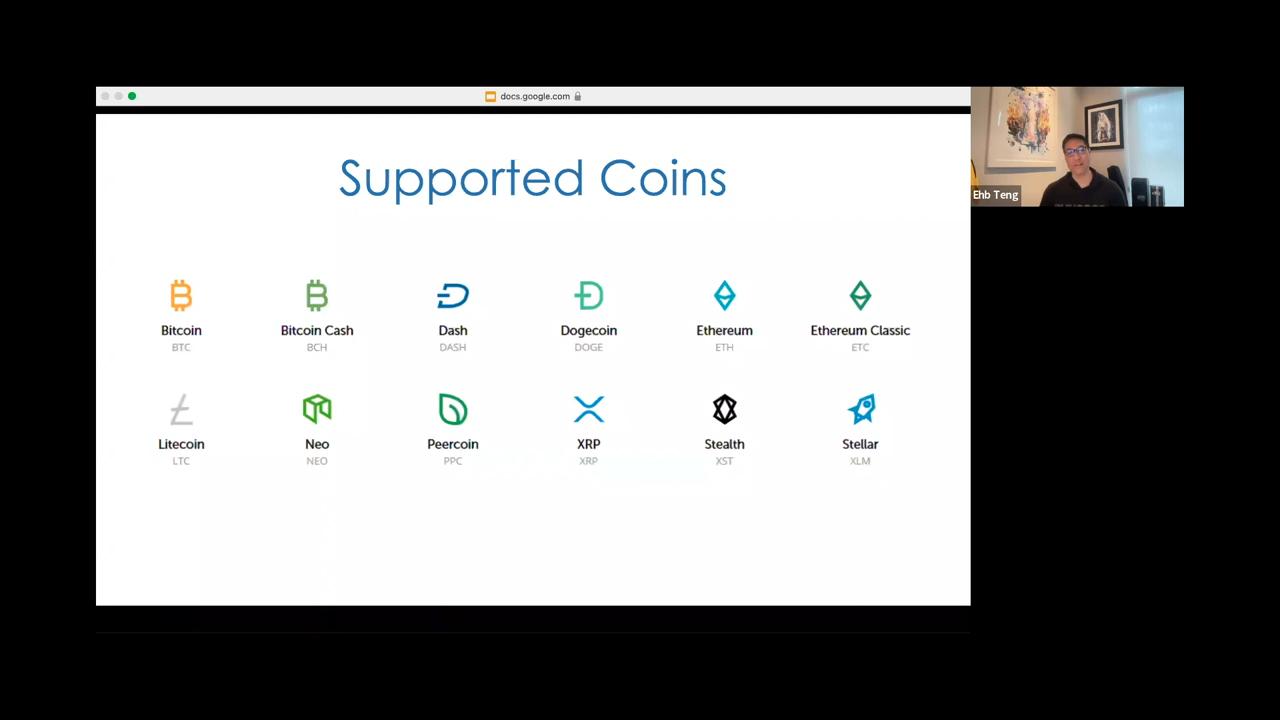 docs.google.com
Supported Coins
Ehb Teng
Bitcoin
BTC
Bitcoin Cash
BCH
Dash
DASH
Dogecoin
DOGE
Ethereum
ETH
Ethereum Classic
ETC
Litecoin
LTC
Neo
NEO
Peercoin
PPC
XRP
XRP
Stealth
XST
Stellar
XLM